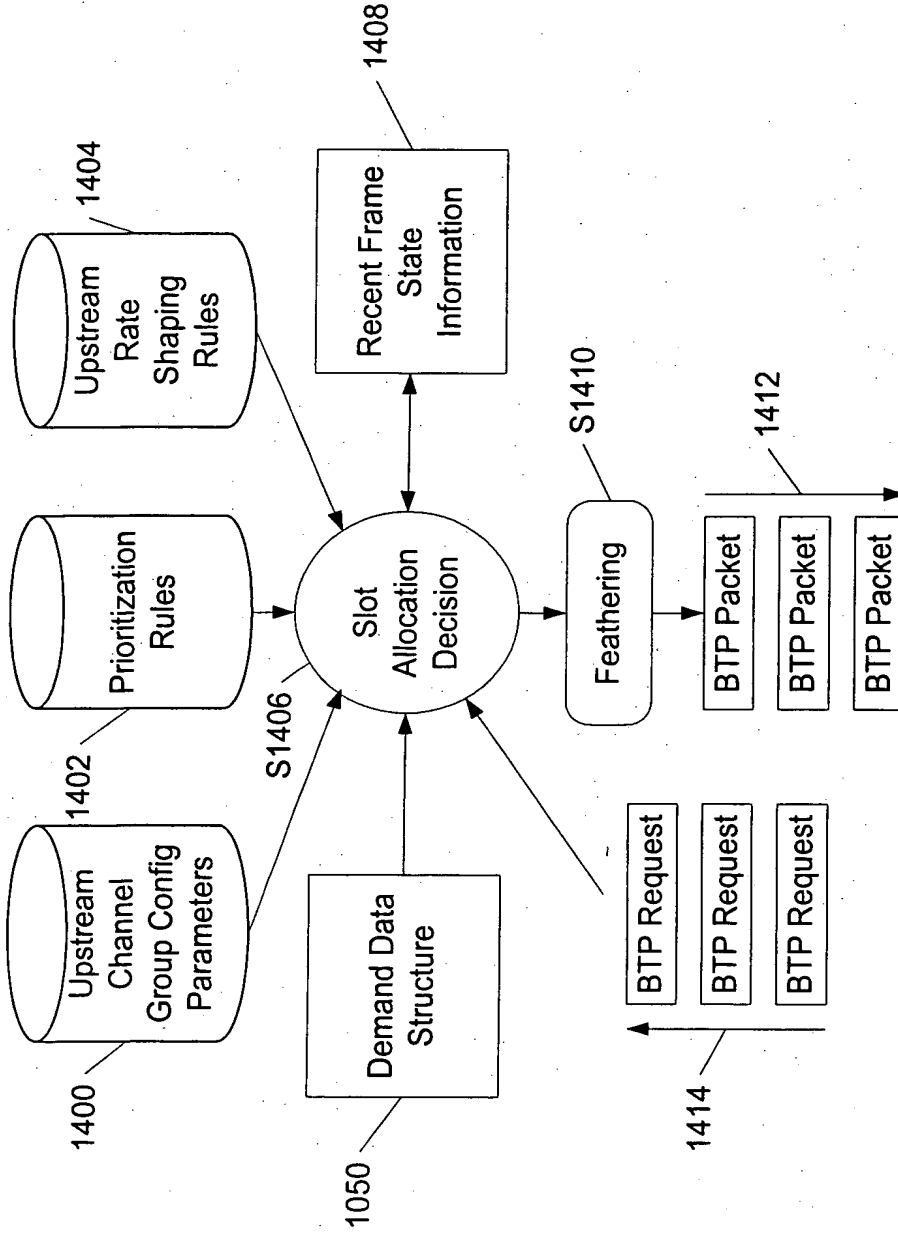 1400
Upstream
Channel
Group Config
Parameters
1402
Prioritization
Rules
Upstream
Rate
Shaping
Rules
1404
S1406
Slot
Allocation
Decision
1050
Demand Data
Structure
Recent Frame
State
Information
1408
Feathering
S1410
BTP Request
BTP Request
BTP Request
1414
BTP Packet
BTP Packet
BTP Packet
1412